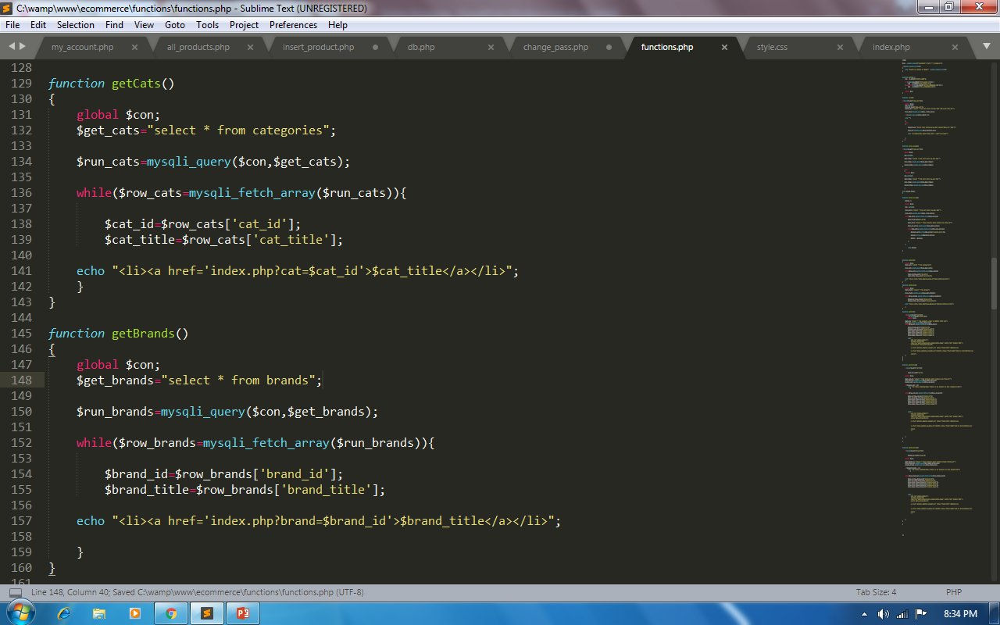 C:\wamp\www\ecommerce\functions\functions.php - Sublime Text (UNREGISTERED)
File Edit Selection Find View Goto Tools Project Preferences Help
my_account.php all_products.php insert_product.php db.php change_pass.php functions.php style.css index.php
128
129 function getCats()
130 {
131     global $con;
132     $get_cats="select * from categories";
133
134     $run_cats=mysqli_query($con,$get_cats);
135
136     while($row_cats=mysqli_fetch_array($run_cats)){
137
138         $cat_id=$row_cats['cat_id'];
139         $cat_title=$row_cats['cat_title'];
140
141     echo "<li><a href='index.php?cat=$cat_id'>$cat_title</a></li>";
142     }
143 }
144
145 function getBrands()
146 {
147     global $con;
148     $get_brands="select * from brands";
149
150     $run_brands=mysqli_query($con,$get_brands);
151
152     while($row_brands=mysqli_fetch_array($run_brands)){
153
154         $brand_id=$row_brands['brand_id'];
155         $brand_title=$row_brands['brand_title'];
156
157     echo "<li><a href='index.php?brand=$brand_id'>$brand_title</a></li>";
158
159     }
160 }
161
Line 148, Column 40; Saved C:\wamp\www\ecommerce\functions\functions.php (UTF-8) Tab Size: 4 PHP
8:34 PM